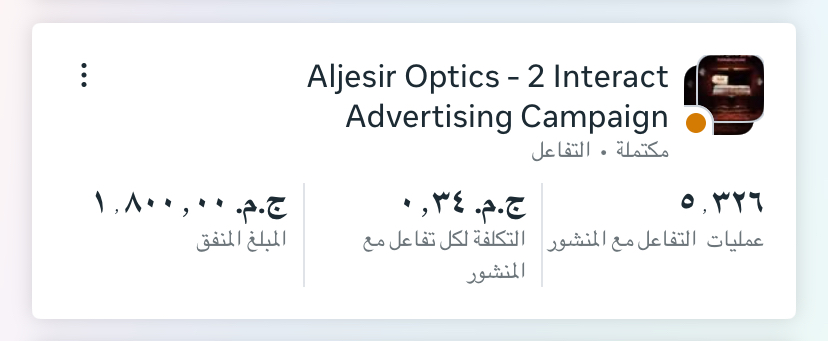 Aljesir Optics - 2 Interact
Advertising Campaign
مكتملة • التفاعل
٥٬٣٢٦
عمليات التفاعل مع المنشور
ج.م.‏ ٠٫٣٤
التكلفة لكل تفاعل مع
المنشور
ج.م.‏ ١٬٨٠٠٫٠٠
المبلغ المنفق